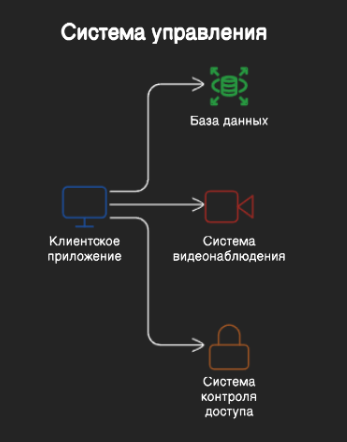 Система управления
База данных
Клиентское
приложение
Система
видеонаблюдения
Система
контроля
доступа